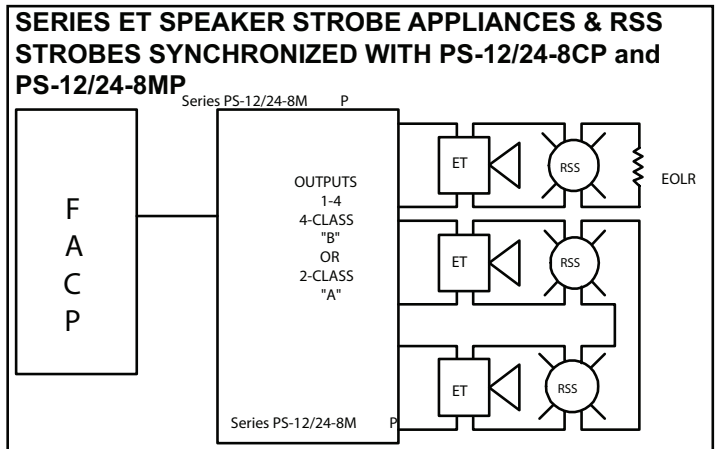 SERIES ET SPEAKER STROBE APPLIANCES & RSS
STROBES SYNCHRONIZED WITH PS-12/24-8CP and
PS-12/24-8MP
Series PS-12/24-8M P
F
A
C
P
OUTPUTS
1-4
4-CLASS
"B"
OR
2-CLASS
"A"
Series PS-12/24-8M P
ET
RSS
EOLR
ET
RSS
ET
RSS